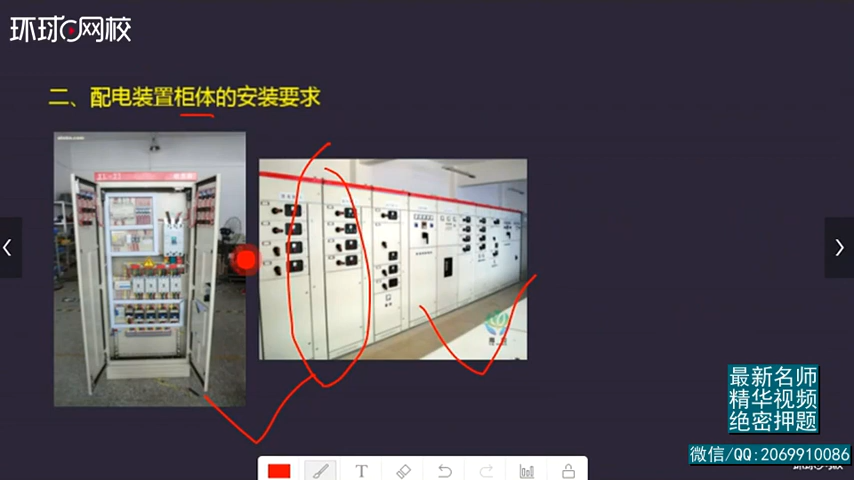 环球网校
二、配电装置柜体的安装要求
最新名师
精华视频
绝密押题
微信/QQ:2069910086
T